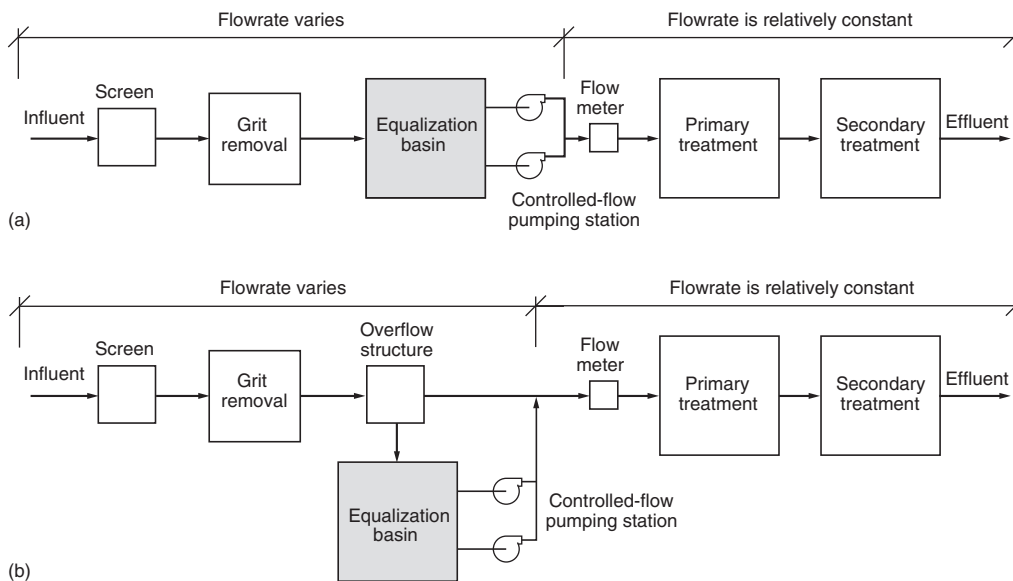 Flowrate varies
Flowrate is relatively constant
Influent
Screen
Grit
removal
Equalization
basin
Flow
meter
Controlled-flow
pumping station
Primary
treatment
Secondary
treatment
Effluent
(a)
Flowrate varies
Flowrate is relatively constant
Influent
Screen
Grit
removal
Overflow
structure
Flow
meter
Primary
treatment
Secondary
treatment
Effluent
Equalization
basin
Controlled-flow
pumping station
(b)